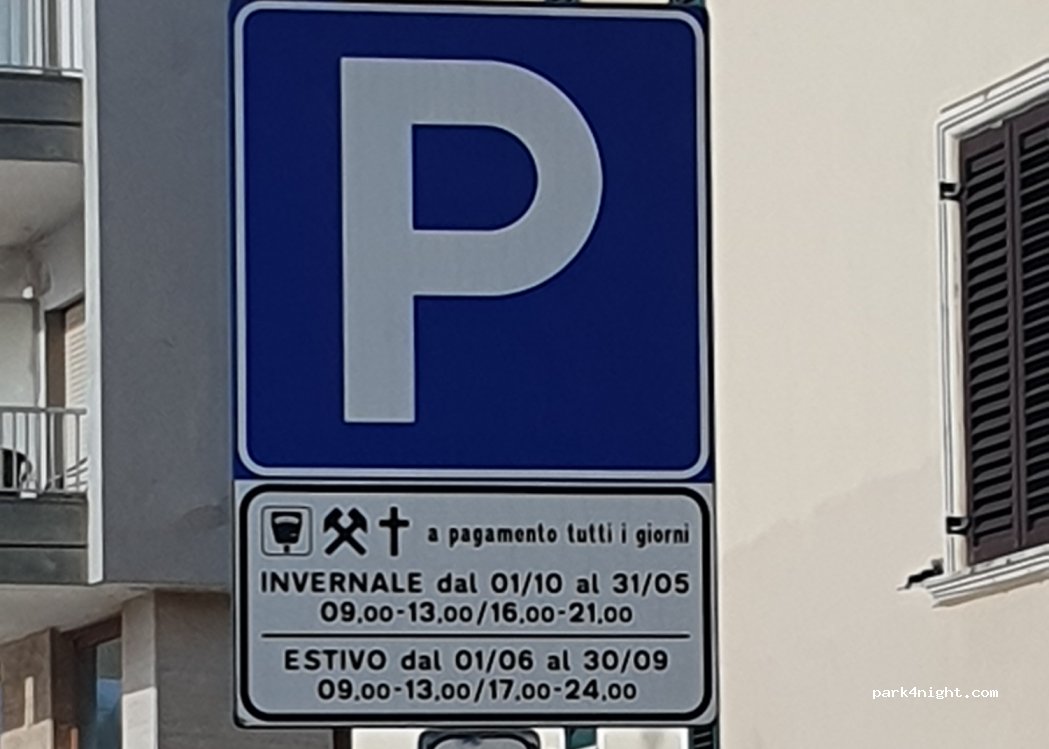 P
a pagamento tutti i giorni
INVERNALE dal 01/10 al 31/05
09.00-13.00/16.00-21.00
ESTIVO dal 01/06 al 30/09
09.00-13.00/17.00-24.00
park4night.com